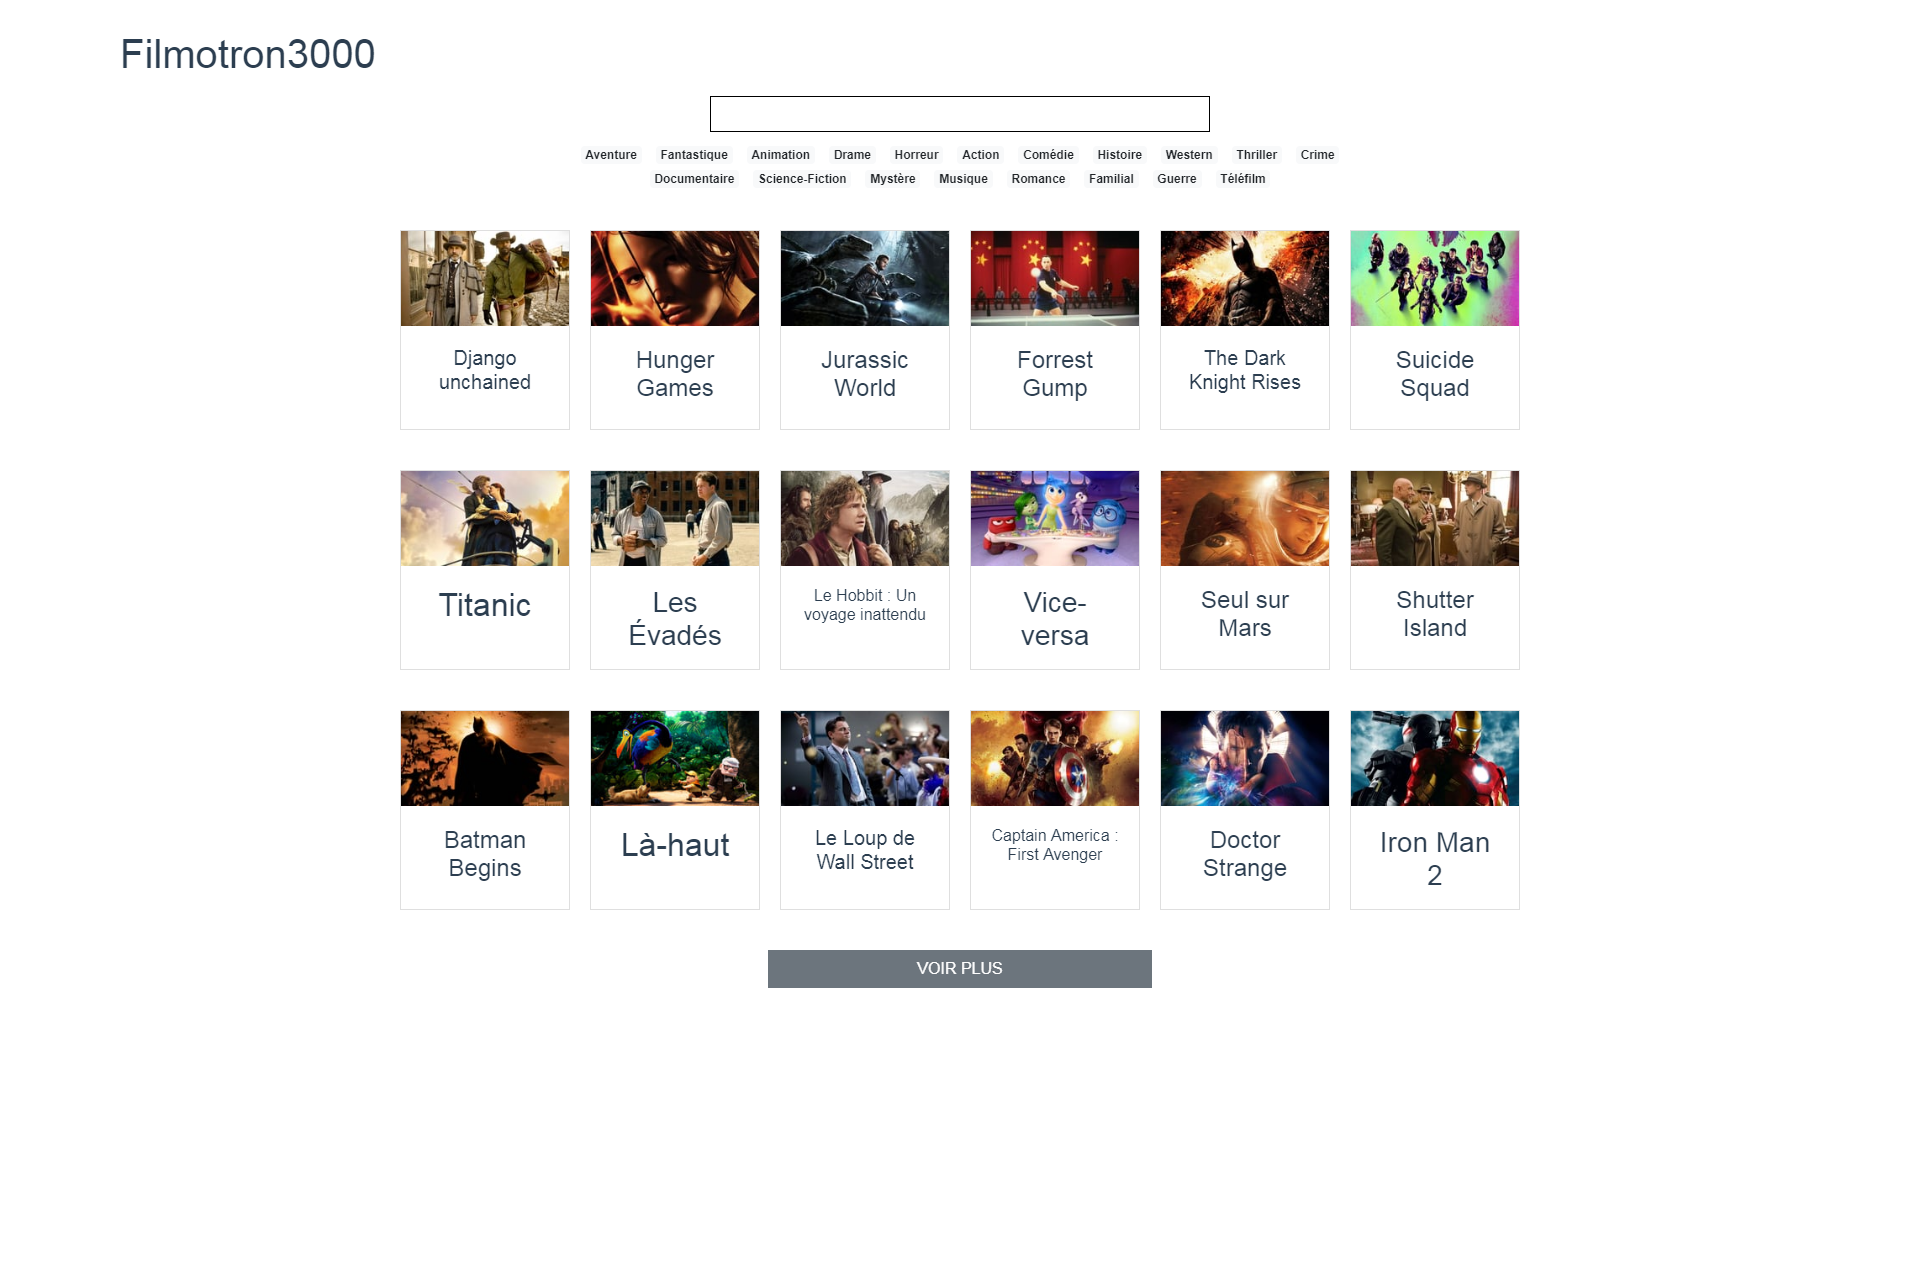 Filmotron3000
Aventure Fantastique Animation Drame Horreur Action Comédie Histoire Western Thriller Crime
Documentaire Science-Fiction Mystère Musique Romance Familial Guerre Téléfilm
Django
unchained
Hunger
Games
Jurassic
World
Forrest
Gump
The Dark
Knight Rises
Suicide
Squad
Titanic
Les
Évadés
Le Hobbit : Un
voyage inattendu
Vice-
versa
Seul sur
Mars
Shutter
Island
Batman
Begins
Là-haut
Le Loup de
Wall Street
Captain America :
First Avenger
Doctor
Strange
Iron Man
2
VOIR PLUS